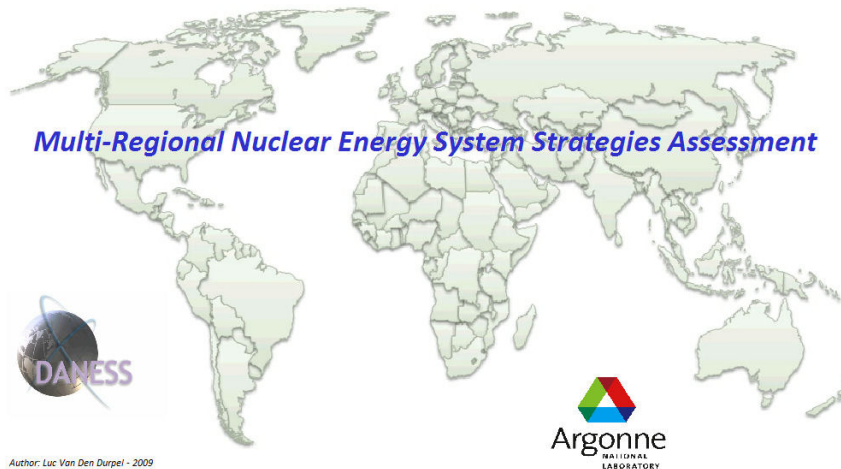 Multi-Regional Nuclear Energy System Strategies Assessment
DANESS
Argonne
NATIONAL
LABORATORY
Author: Luc Van Den Durpel - 2009